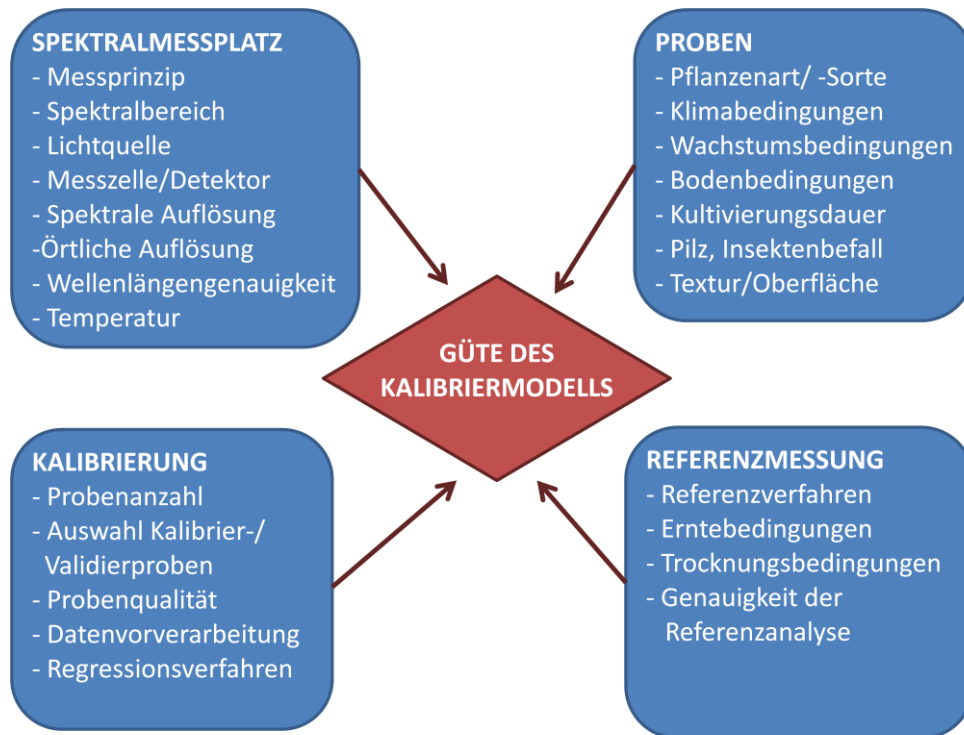 SPEKTRALMESSPLATZ
- Messprinzip
- Spektralbereich
- Lichtquelle
- Messzelle/Detektor
- Spektrale Auflösung
-Örtliche Auflösung
- Wellenlängengenauigkeit
- Temperatur
PROBEN
- Pflanzenart/ -Sorte
- Klimabedingungen
- Wachstumsbedingungen
- Bodenbedingungen
- Kultivierungsdauer
- Pilz, Insektenbefall
- Textur/Oberfläche
GÜTE DES
KALIBRIERMODELLS
KALIBRIERUNG
- Probenanzahl
- Auswahl Kalibrier-/
Validierproben
- Probenqualität
- Datenvorverarbeitung
- Regressionsverfahren
REFERENZMESSUNG
- Referenzverfahren
- Erntebedingungen
- Trocknungsbedingungen
- Genauigkeit der
Referenzanalyse